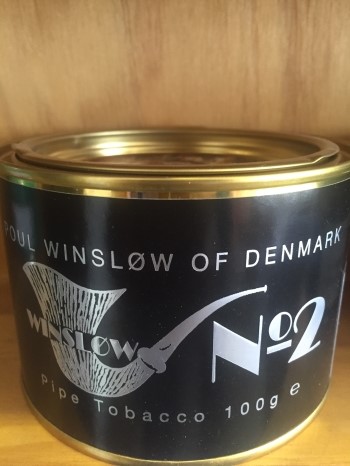 POUL WINSLØW OF DENMARK
WINSLØW
Nº2
Pipe Tobacco 100g ℮